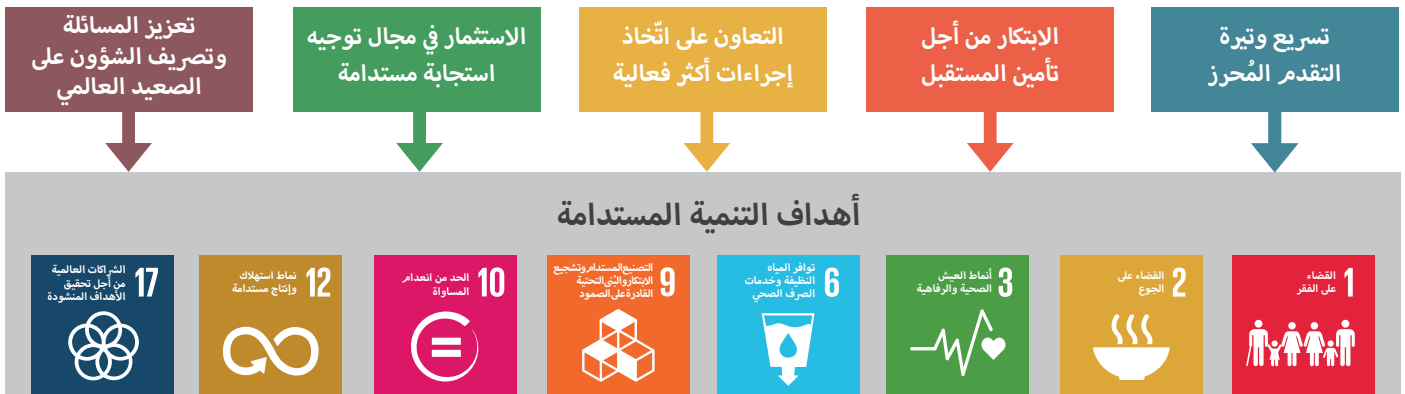 تسريع وتيرة
التقدم المُحرز
الابتكار من أجل
تأمين المستقبل
التعاون على اتّخاذ
إجراءات أكثر فعالية
الاستثمار في مجال توجيه
استجابة مستدامة
تعزيز المسائلة
وتصريف الشؤون على
الصعيد العالمي
أهداف التنمية المستدامة
1 القضاء
على الفقر
2 القضاء على
الجوع
3 أنماط العيش
الصحية والرفاهية
6 توافر المياه
النظيفة وخدمات
الصرف الصحي
9 التصنيع المستدام وتشجيع
الابتكار والبُنى التحتية
القادرة على الصمود
10 الحد من انعدام
المساواة
12 نماط استهلاك
وإنتاج مستدامة
17 الشراكات العالمية
من أجل تحقيق
الأهداف المنشودة